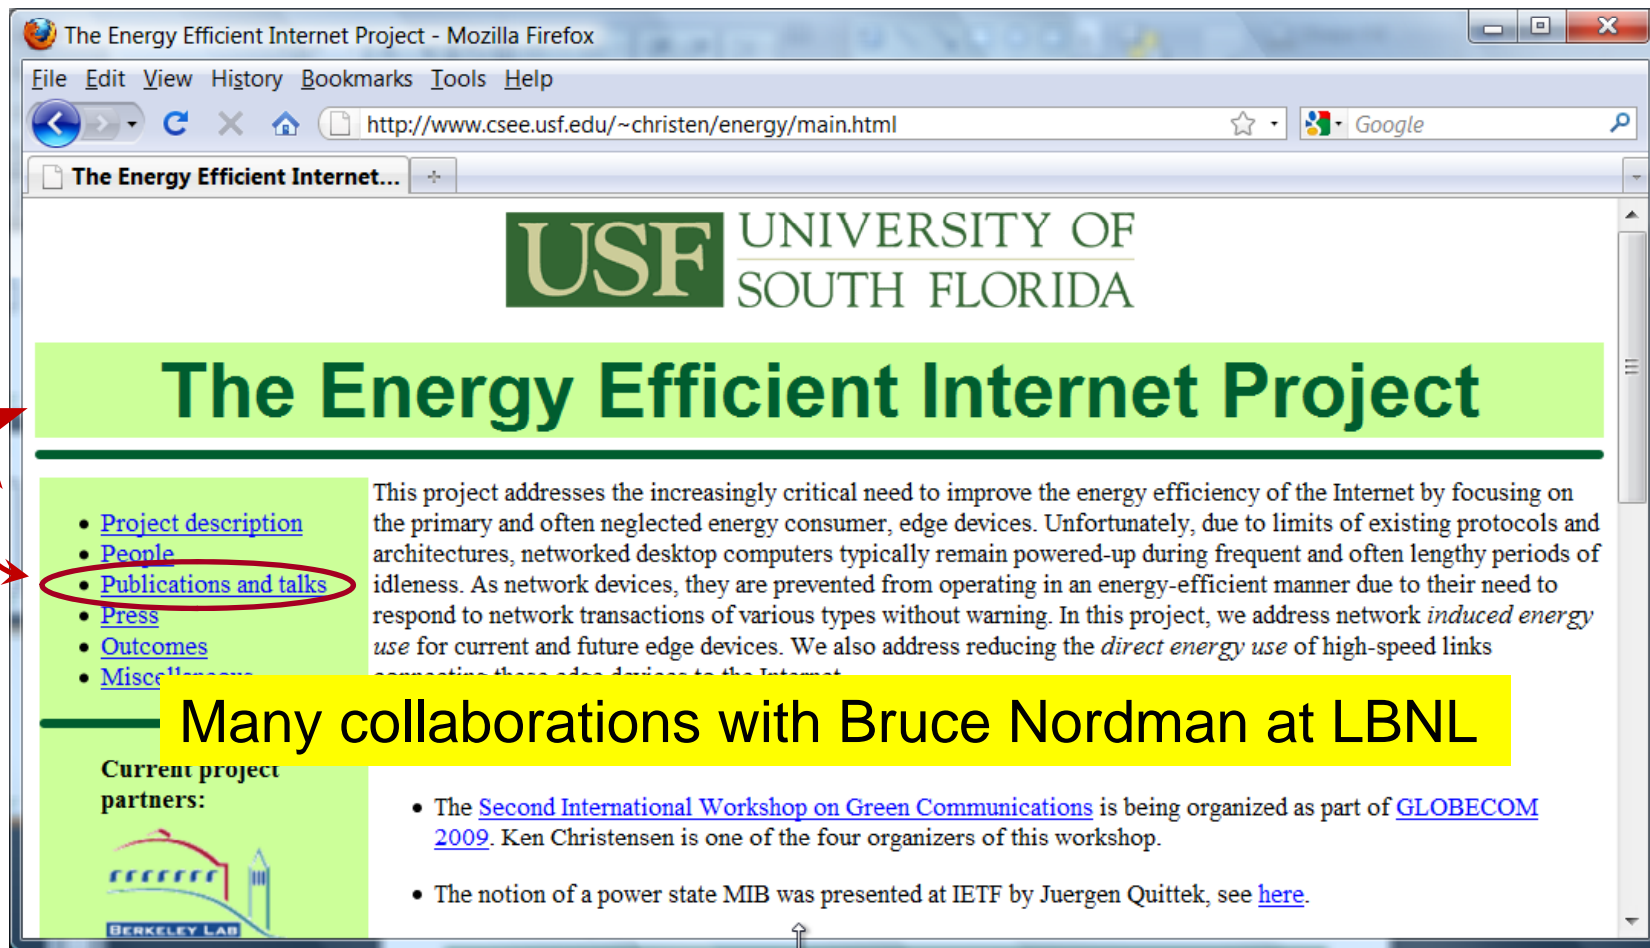 The Energy Efficient Internet Project - Mozilla Firefox
File Edit View History Bookmarks Tools Help
http://www.csee.usf.edu/~christen/energy/main.html
Google
The Energy Efficient Internet...
USF UNIVERSITY OF
SOUTH FLORIDA
The Energy Efficient Internet Project
• Project description
• People
• Publications and talks
• Press
• Outcomes
• Miscellaneous
This project addresses the increasingly critical need to improve the energy efficiency of the Internet by focusing on
the primary and often neglected energy consumer, edge devices. Unfortunately, due to limits of existing protocols and
architectures, networked desktop computers typically remain powered-up during frequent and often lengthy periods of
idleness. As network devices, they are prevented from operating in an energy-efficient manner due to their need to
respond to network transactions of various types without warning. In this project, we address network induced energy
use for current and future edge devices. We also address reducing the direct energy use of high-speed links
connecting these edge devices to the Internet.
Many collaborations with Bruce Nordman at LBNL
Current project
partners:
BERKELEY LAB
• The Second International Workshop on Green Communications is being organized as part of GLOBECOM
2009. Ken Christensen is one of the four organizers of this workshop.
• The notion of a power state MIB was presented at IETF by Juergen Quittek, see here.